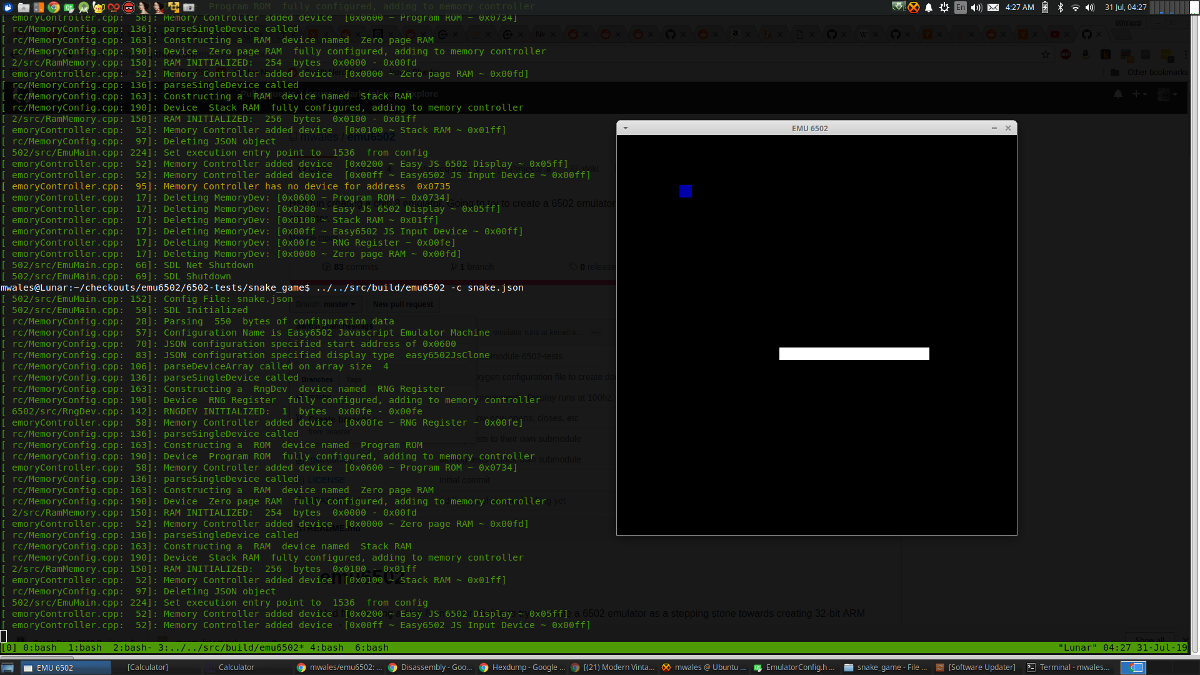 Program ROM fully configured, adding to memory controller
En
4:27 AM
31 Jul, 04:27
[ emoryController.cpp: 58]: Memory Controller added device [0x0600 ~ Program ROM ~ 0x0734]
[ rc/MemoryConfig.cpp: 136]: parseSingleDevice called
[ rc/MemoryConfig.cpp: 163]: Constructing a RAM device named Zero page RAM
[ rc/MemoryConfig.cpp: 190]: Device Zero page RAM fully configured, adding to memory controller
[ 2/src/RamMemory.cpp: 150]: RAM INITIALIZED: 254 bytes 0x0000 - 0x00fd
[ emoryController.cpp: 52]: Memory Controller added device [0x0000 ~ Zero page RAM ~ 0x00fd]
[ rc/MemoryConfig.cpp: 136]: parseSingleDevice called
[ rc/MemoryConfig.cpp: 163]: Constructing a RAM device named Stack RAM
[ rc/MemoryConfig.cpp: 190]: Device Stack RAM fully configured, adding to memory controller
[ 2/src/RamMemory.cpp: 150]: RAM INITIALIZED: 256 bytes 0x0100 - 0x01ff
[ emoryController.cpp: 52]: Memory Controller added device [0x0100 ~ Stack RAM ~ 0x01ff]
[ rc/MemoryConfig.cpp: 97]: Deleting JSON object
[ 502/src/EmuMain.cpp: 224]: Set execution entry point to 1536 from config
[ emoryController.cpp: 52]: Memory Controller added device [0x0200 ~ Easy JS 6502 Display ~ 0x05ff]
[ emoryController.cpp: 52]: Memory Controller added device [0x00ff ~ Easy6502 JS Input Device ~ 0x00ff]
[ emoryController.cpp: 95]: Memory Controller has no device for address 0x0735
[ emoryController.cpp: 17]: Deleting MemoryDev: [0x0600 ~ Program ROM ~ 0x0734]
[ emoryController.cpp: 17]: Deleting MemoryDev: [0x0200 ~ Easy JS 6502 Display ~ 0x05ff]
[ emoryController.cpp: 17]: Deleting MemoryDev: [0x0100 ~ Stack RAM ~ 0x01ff]
[ emoryController.cpp: 17]: Deleting MemoryDev: [0x00ff ~ Easy6502 JS Input Device ~ 0x00ff]
[ emoryController.cpp: 17]: Deleting MemoryDev: [0x00fe ~ RNG Register ~ 0x00fe]
[ emoryController.cpp: 17]: Deleting MemoryDev: [0x0000 ~ Zero page RAM ~ 0x00fd]
[ 502/src/EmuMain.cpp: 66]: SDL Net Shutdown
[ 502/src/EmuMain.cpp: 69]: SDL Shutdown
mwales@Lunar:~/checkouts/emu6502/6502-tests/snake_game$ ../../src/build/emu6502 -c snake.json
[ 502/src/EmuMain.cpp: 152]: Config File: snake.json
[ 502/src/EmuMain.cpp: 59]: SDL Initialized
[ rc/MemoryConfig.cpp: 20]: Parsing 550 bytes of configuration data
[ rc/MemoryConfig.cpp: 57]: Configuration Name is Easy6502 Javascript Emulator Machine
[ rc/MemoryConfig.cpp: 70]: JSON configuration specified start address of 0x0600
[ rc/MemoryConfig.cpp: 83]: JSON configuration specified display type easy6502JsClone
[ rc/MemoryConfig.cpp: 106]: parseDeviceArray called on array size 4
[ rc/MemoryConfig.cpp: 136]: parseSingleDevice called
[ rc/MemoryConfig.cpp: 163]: Constructing a RngDev device named RNG Register
[ rc/MemoryConfig.cpp: 190]: Device RNG Register fully configured, adding to memory controller
[ 6502/src/RngDev.cpp: 142]: RNGDEV INITIALIZED: 1 bytes 0x00fe - 0x00fe
[ emoryController.cpp: 58]: Memory Controller added device [0x00fe ~ RNG Register ~ 0x00fe]
[ rc/MemoryConfig.cpp: 136]: parseSingleDevice called
[ rc/MemoryConfig.cpp: 163]: Constructing a ROM device named Program ROM
[ rc/MemoryConfig.cpp: 190]: Device Program ROM fully configured, adding to memory controller
[ emoryController.cpp: 58]: Memory Controller added device [0x0600 ~ Program ROM ~ 0x0734]
[ rc/MemoryConfig.cpp: 136]: parseSingleDevice called
[ rc/MemoryConfig.cpp: 163]: Constructing a RAM device named Zero page RAM
[ rc/MemoryConfig.cpp: 190]: Device Zero page RAM fully configured, adding to memory controller
[ 2/src/RamMemory.cpp: 150]: RAM INITIALIZED: 254 bytes 0x0000 - 0x00fd
[ emoryController.cpp: 52]: Memory Controller added device [0x0000 ~ Zero page RAM ~ 0x00fd]
[ rc/MemoryConfig.cpp: 136]: parseSingleDevice called
[ rc/MemoryConfig.cpp: 163]: Constructing a RAM device named Stack RAM
[ rc/MemoryConfig.cpp: 190]: Device Stack RAM fully configured, adding to memory controller
[ 2/src/RamMemory.cpp: 150]: RAM INITIALIZED: 256 bytes 0x0100 - 0x01ff
[ emoryController.cpp: 52]: Memory Controller added device [0x0100 ~ Stack RAM ~ 0x01ff]
[ rc/MemoryConfig.cpp: 97]: Deleting JSON object
[ 502/src/EmuMain.cpp: 224]: Set execution entry point to 1536 from config
[ emoryController.cpp: 52]: Memory Controller added device [0x0200 ~ Easy JS 6502 Display ~ 0x05ff]
[ emoryController.cpp: 52]: Memory Controller added device [0x00ff ~ Easy6502 JS Input Device ~ 0x00ff]
EMU 6502
Other bookmarks
a 6502 emulator as a stepping stone towards creating 32-bit ARM
[0] 0:bash 1:bash 2:bash- 3:../../src/build/emu6502* 4:bash 6:bash
"Lunar" 04:27 31-Jul-19
EMU 6502
[Calculator]
Calculator
mwales/emu6502: ...
Disassembly - Goo...
Hexdump - Google ...
[(21) Modern Vinta...
mwales @ Ubuntu ...
EmulatorConfig.h ...
snake_game - File ...
[Software Updater]
Terminal - mwales...